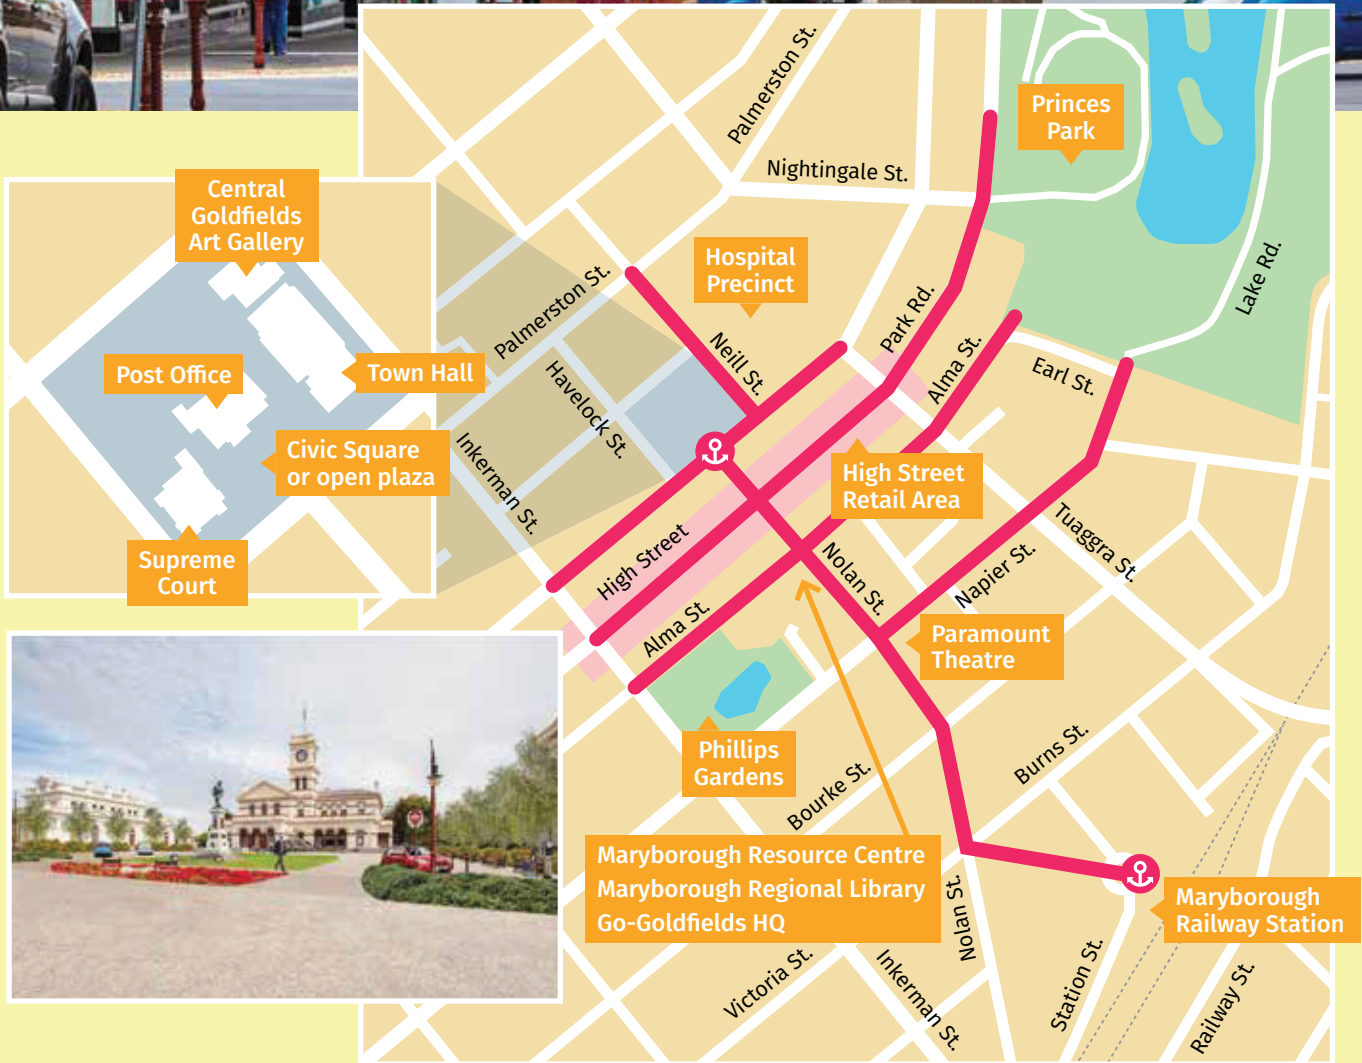 Palmerston St.
Princes
Park
Nightingale St.
Central
Goldfields
Art Gallery
Hospital
Precinct
Lake Rd.
Palmerston St.
Park Rd.
Neill St.
Alma St.
Earl St.
Post Office
Town Hall
Havelock St.
Civic Square
or open plaza
Inkerman St.
High Street
Retail Area
Tuaggra St.
High Street
Nolan St.
Napier St.
Supreme
Court
Alma St.
Paramount
Theatre
Phillips
Gardens
Burns St.
Bourke St.
Maryborough Resource Centre
Maryborough Regional Library
Go-Goldfields HQ
Nolan St.
Maryborough
Railway Station
Victoria St.
Inkerman St.
Station St.
Railway St.